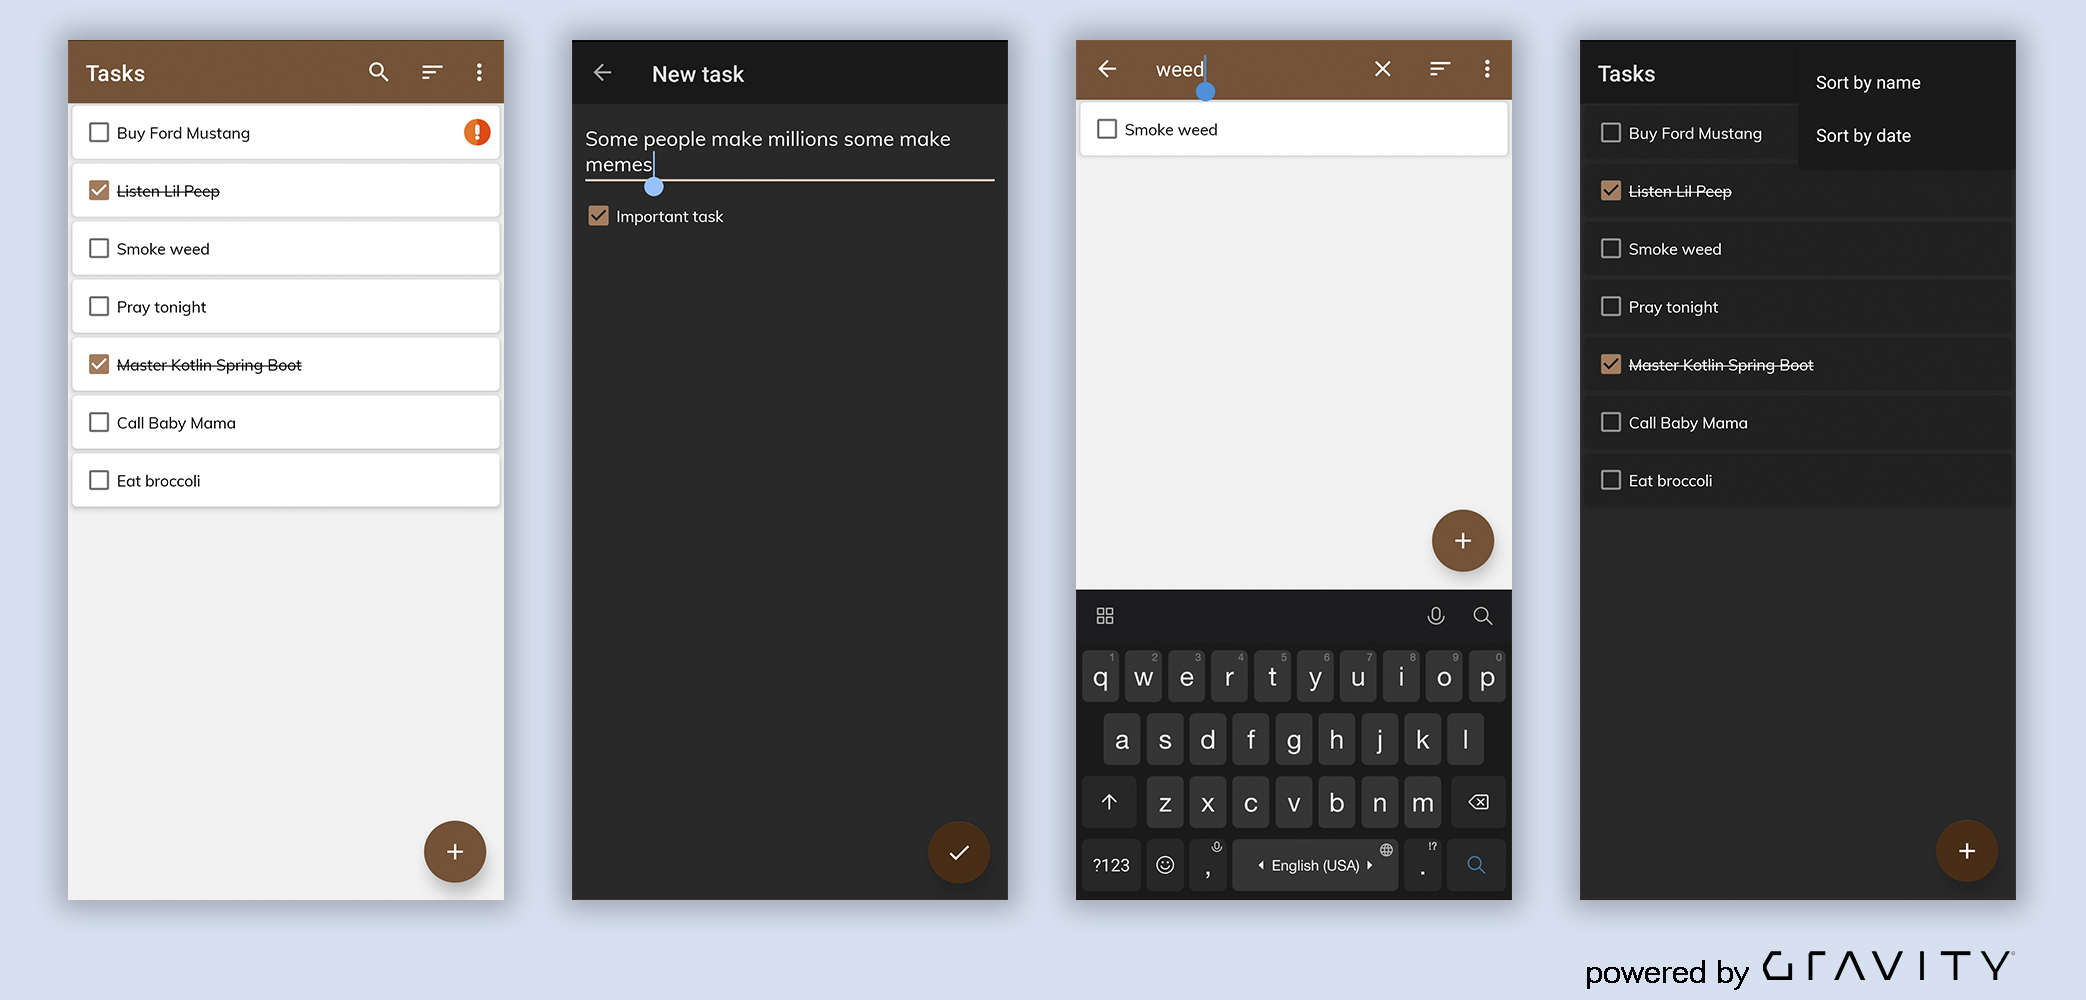 Tasks
Buy Ford Mustang
Listen Lil Peep
Smoke weed
Pray tonight
Master Kotlin Spring Boot
Call Baby Mama
Eat broccoli
New task
Some people make millions some make
memes
Important task
weed
Smoke weed
1 2 3 4 5 6 7 8 9 0
q w e r t y u i o p
a s d f g h j k l
z x c v b n m
!?
?123 , English (USA) .
Tasks
Sort by name
Sort by date
Buy Ford Mustang
Listen Lil Peep
Smoke weed
Pray tonight
Master Kotlin Spring Boot
Call Baby Mama
Eat broccoli
powered by GRAVITY